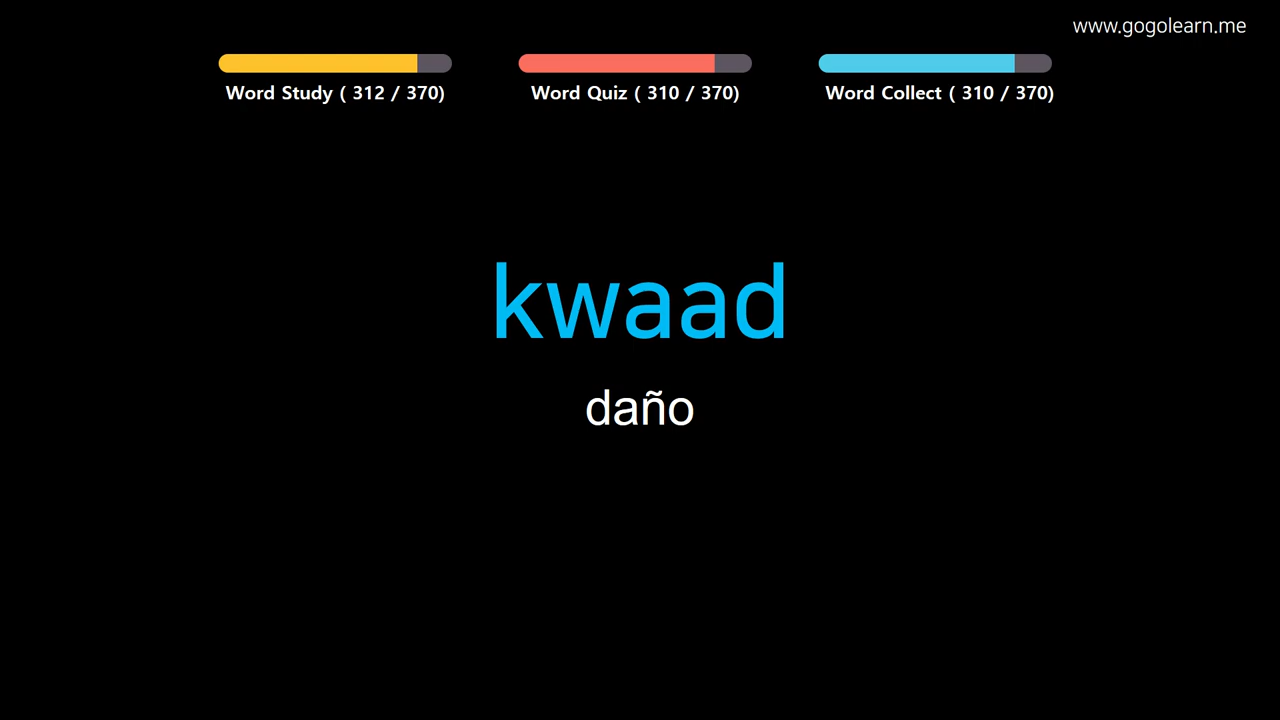 www.gogolearn.me
Word Study ( 312 / 370)
Word Quiz ( 310 / 370)
Word Collect ( 310 / 370)
kwaad
daño